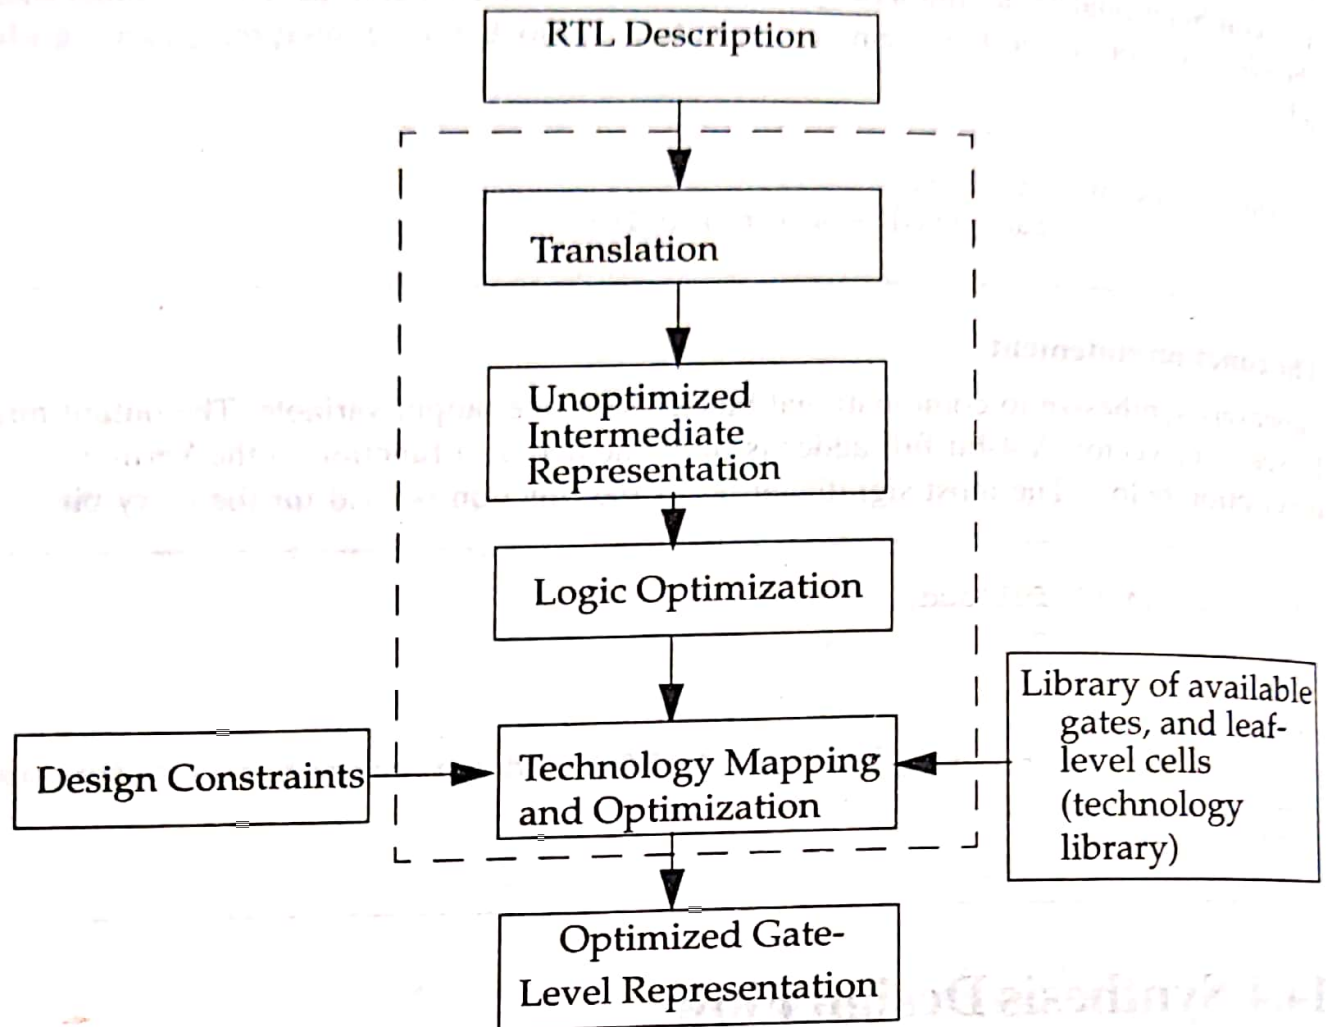 RTL Description
Translation
Unoptimized
Intermediate
Representation
Logic Optimization
Library of available
gates, and leaf-
level cells
(technology
library)
Design Constraints
Technology Mapping
and Optimization
Optimized Gate-
Level Representation